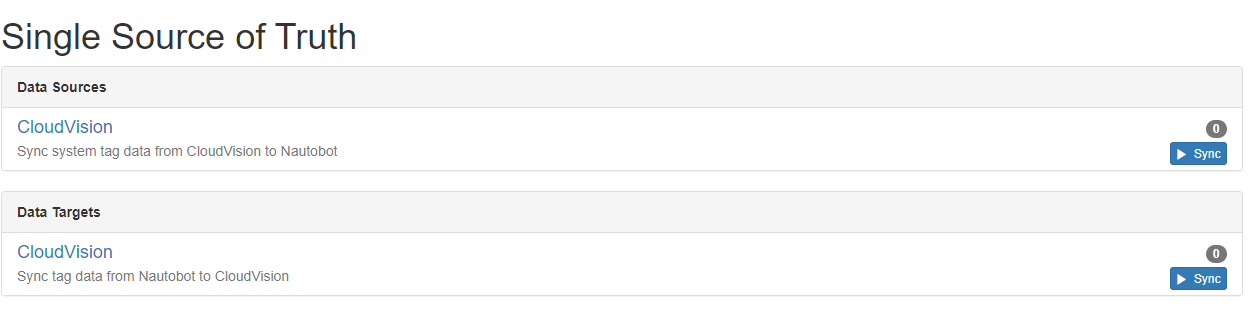 Single Source of Truth
Data Sources
CloudVision
0
Sync system tag data from CloudVision to Nautobot
Sync
Data Targets
CloudVision
0
Sync tag data from Nautobot to CloudVision
Sync